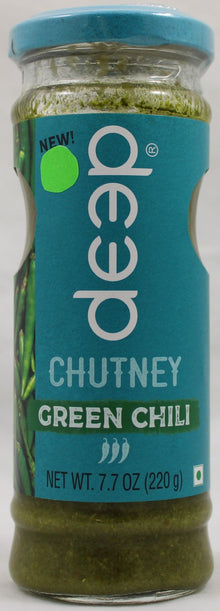 NEW!
deep®
CHUTNEY
GREEN CHILI
NET WT. 7.7 OZ (220 g)